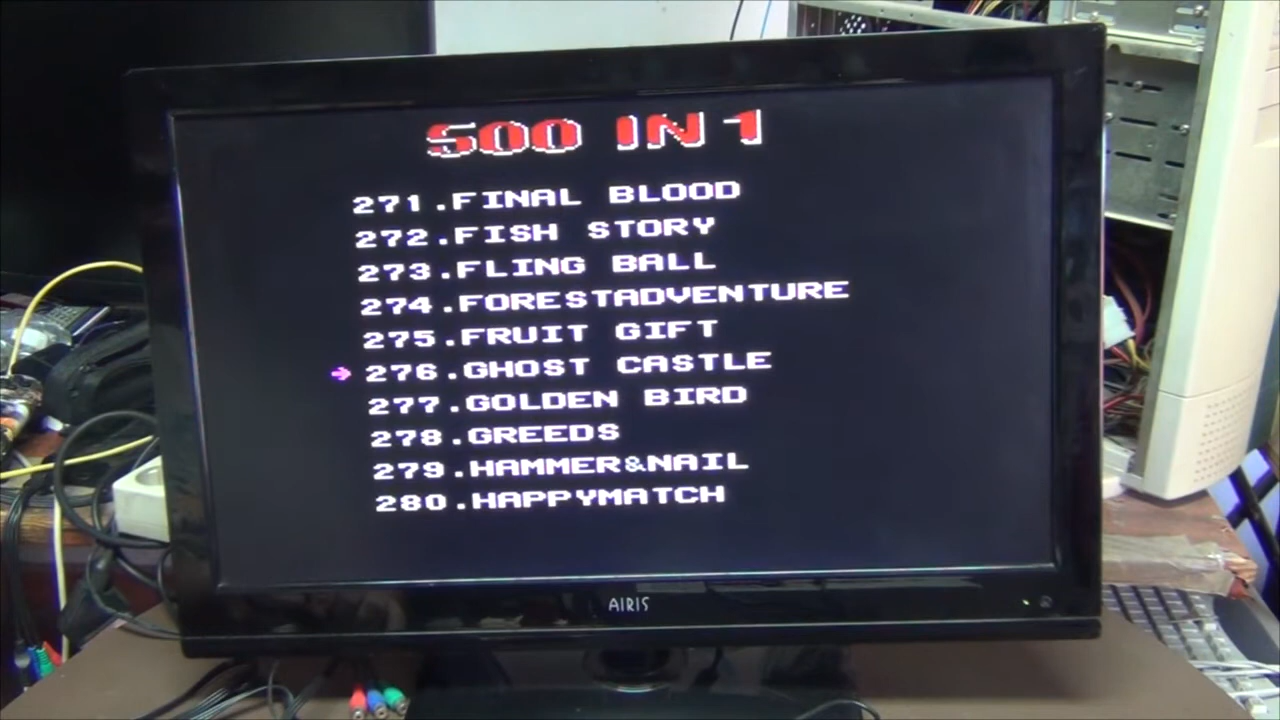 500 IN 1
271.FINAL BLOOD
272.FISH STORY
273.FLING BALL
274.FORESTADVENTURE
275.FRUIT GIFT
276.GHOST CASTLE
277.GOLDEN BIRD
278.GREEDS
279.HAMMER&NAIL
280.HAPPYMATCH
AIRIS